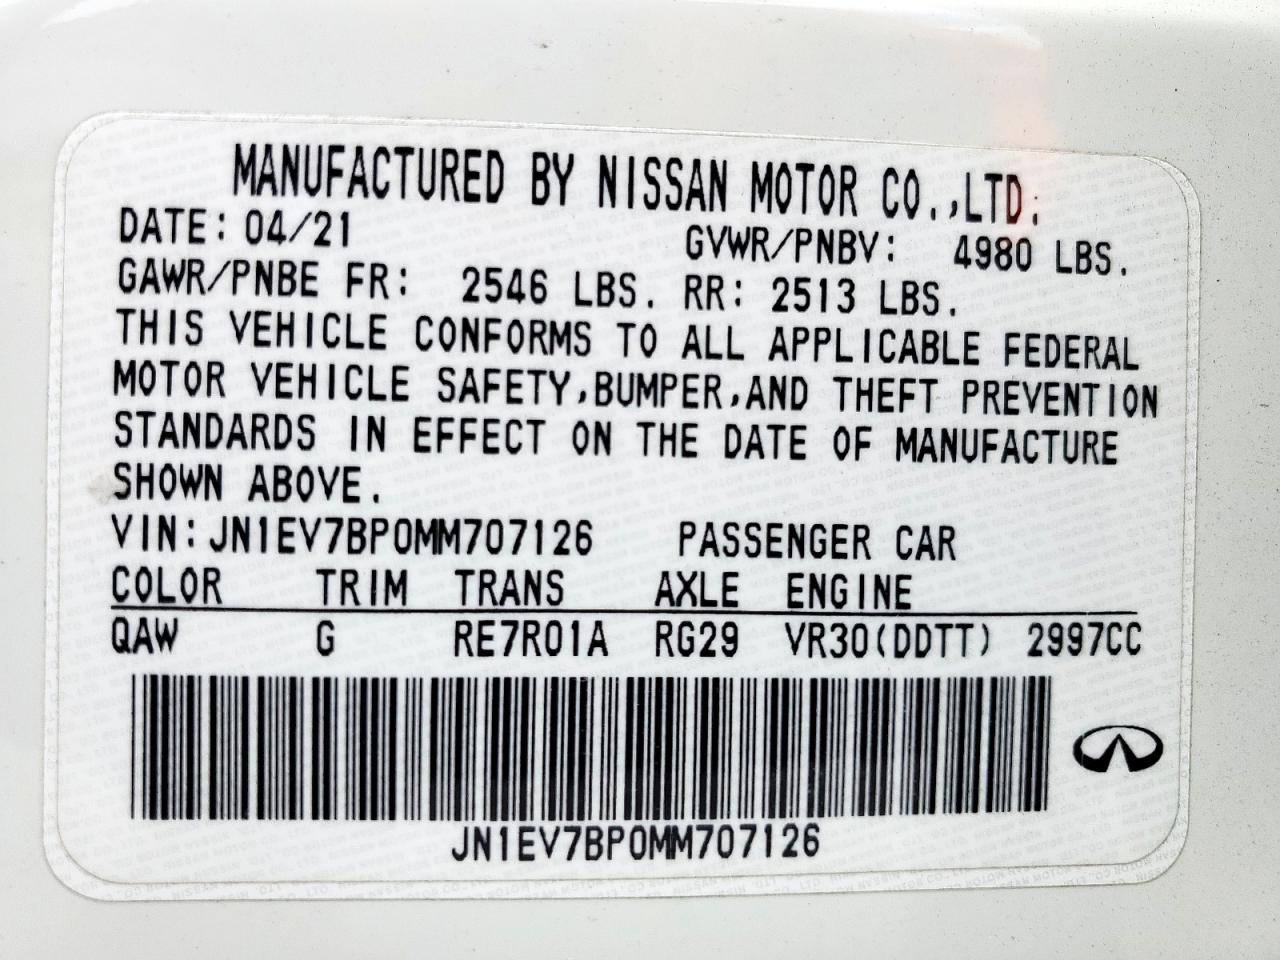 MANUFACTURED BY NISSAN MOTOR CO.,LTD.
DATE: 04/21 GVWR/PNBV: 4980 LBS.
GAWR/PNBE FR: 2546 LBS. RR: 2513 LBS.
THIS VEHICLE CONFORMS TO ALL APPLICABLE FEDERAL
MOTOR VEHICLE SAFETY,BUMPER,AND THEFT PREVENTION
STANDARDS IN EFFECT ON THE DATE OF MANUFACTURE
SHOWN ABOVE.
VIN:JN1EV7BP0MM707126 PASSENGER CAR
COLOR TRIM TRANS AXLE ENGINE
QAW G RE7R01A RG29 VR30(DDTT) 2997CC
JN1EV7BP0MM707126